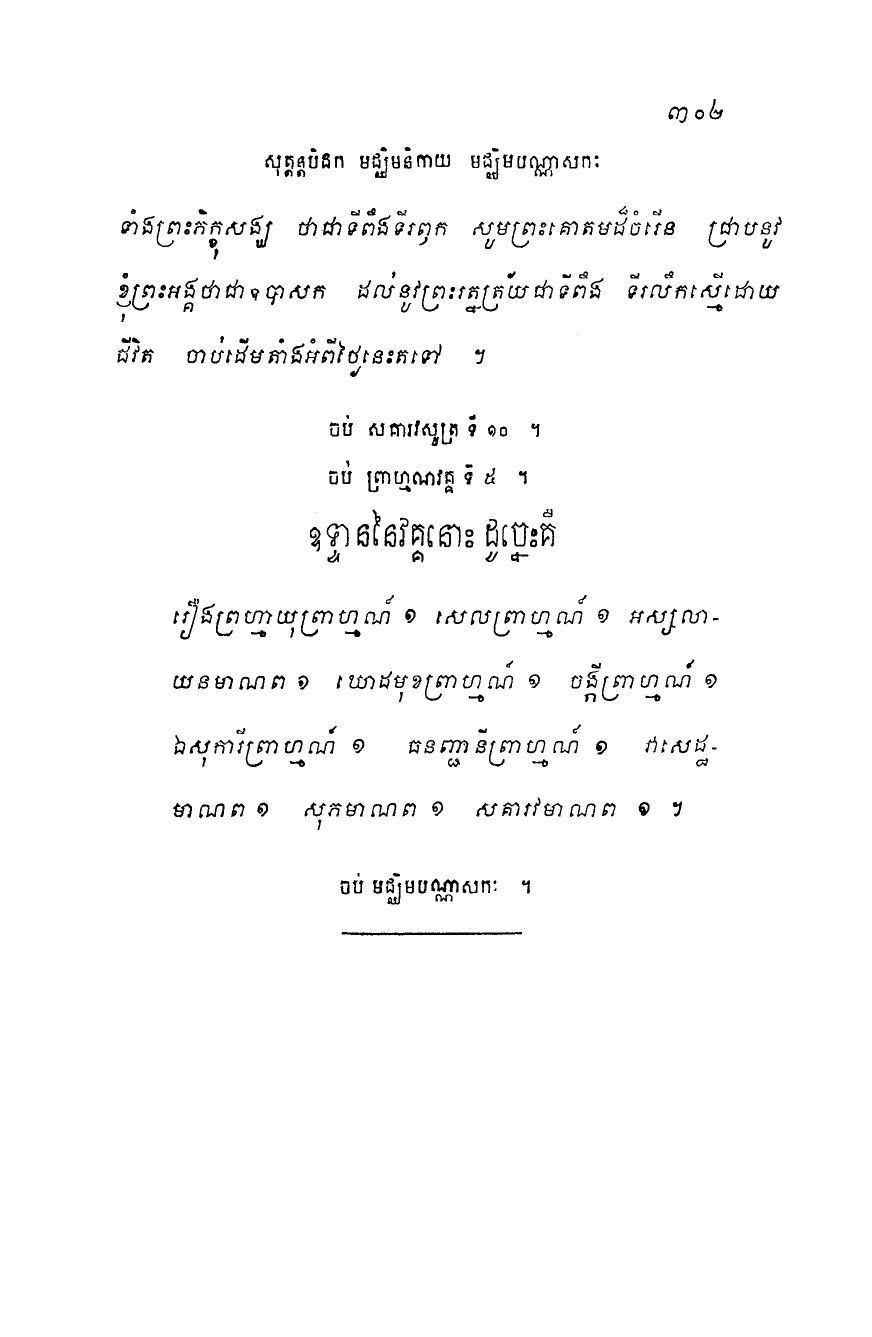 ៣០២
សុត្តន្តបិដក មជ្ឈិមនិកាយ មជ្ឈិមបណ្ណាសកៈ
ទាំងព្រះភិក្ខុសង្ឃ ថាជាទីពឹងទីរឭក សូមព្រះគោតមដ៏ចំរើន ជ្រាបនូវ
ខ្ញុំព្រះអង្គថាជាឧបាសក ដល់នូវព្រះរត្នត្រ័យជាទីពឹង ទីរលឹកស្មើដោយ
ជីវិត ចាប់ដើមតាំងអំពីថ្ងៃនេះតទៅ ។
ចប់ សគារវសូត្រ ទី ១០ ។
ចប់ ព្រាហ្មណវគ្គ ទី ៥ ។
ឧទ្ទាននៃវគ្គនោះ ដូច្នេះគឺ
រឿងព្រហ្មាយុព្រាហ្មណ៍ ១ សេលព្រាហ្មណ៍ ១ អស្សលា-
យនមាណព ១ ឃោដមុខព្រាហ្មណ៍ ១ ចង្កីព្រាហ្មណ៍ ១
ឯសុការីព្រាហ្មណ៍ ១ ធនញ្ជានីព្រាហ្មណ៍ ១ វាសេដ្ឋ-
មាណព ១ សុភមាណព ១ សគារវមាណព ១ ។
ចប់ មជ្ឈិមបណ្ណាសកៈ ។